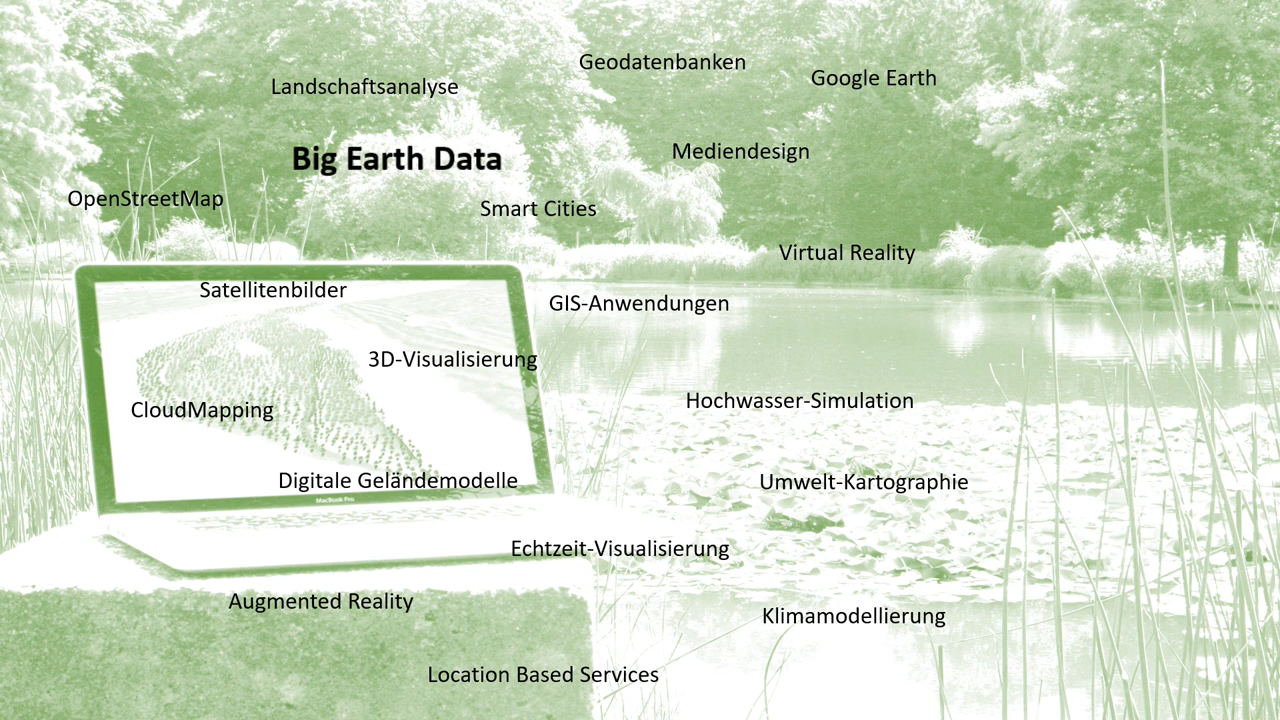 Geodatenbanken
Google Earth
Landschaftsanalyse
Mediendesign
Big Earth Data
OpenStreetMap
Smart Cities
Virtual Reality
Satellitenbilder
GIS-Anwendungen
3D-Visualisierung
Hochwasser-Simulation
CloudMapping
Digitale Geländemodelle
Umwelt-Kartographie
MacBook Pro
Echtzeit-Visualisierung
Augmented Reality
Klimamodellierung
Location Based Services